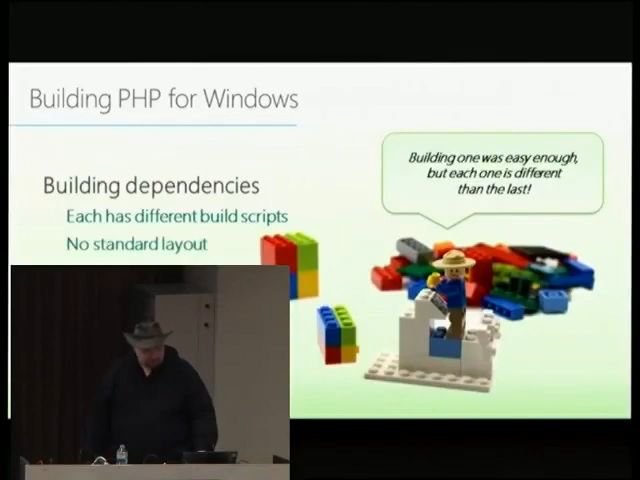 Building PHP for Windows
Building one was easy enough,
but each one is different
than the last!
Building dependencies
Each has different build scripts
No standard layout